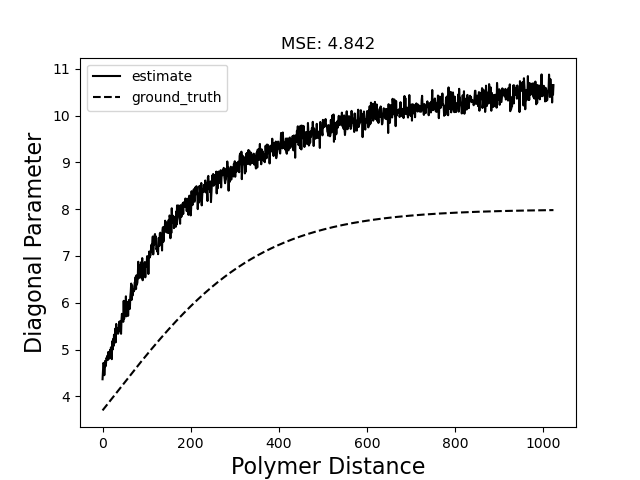 MSE: 4.842
estimate
ground_truth
11
10
9
8
7
6
5
4
Diagonal Parameter
0 200 400 600 800 1000
Polymer Distance